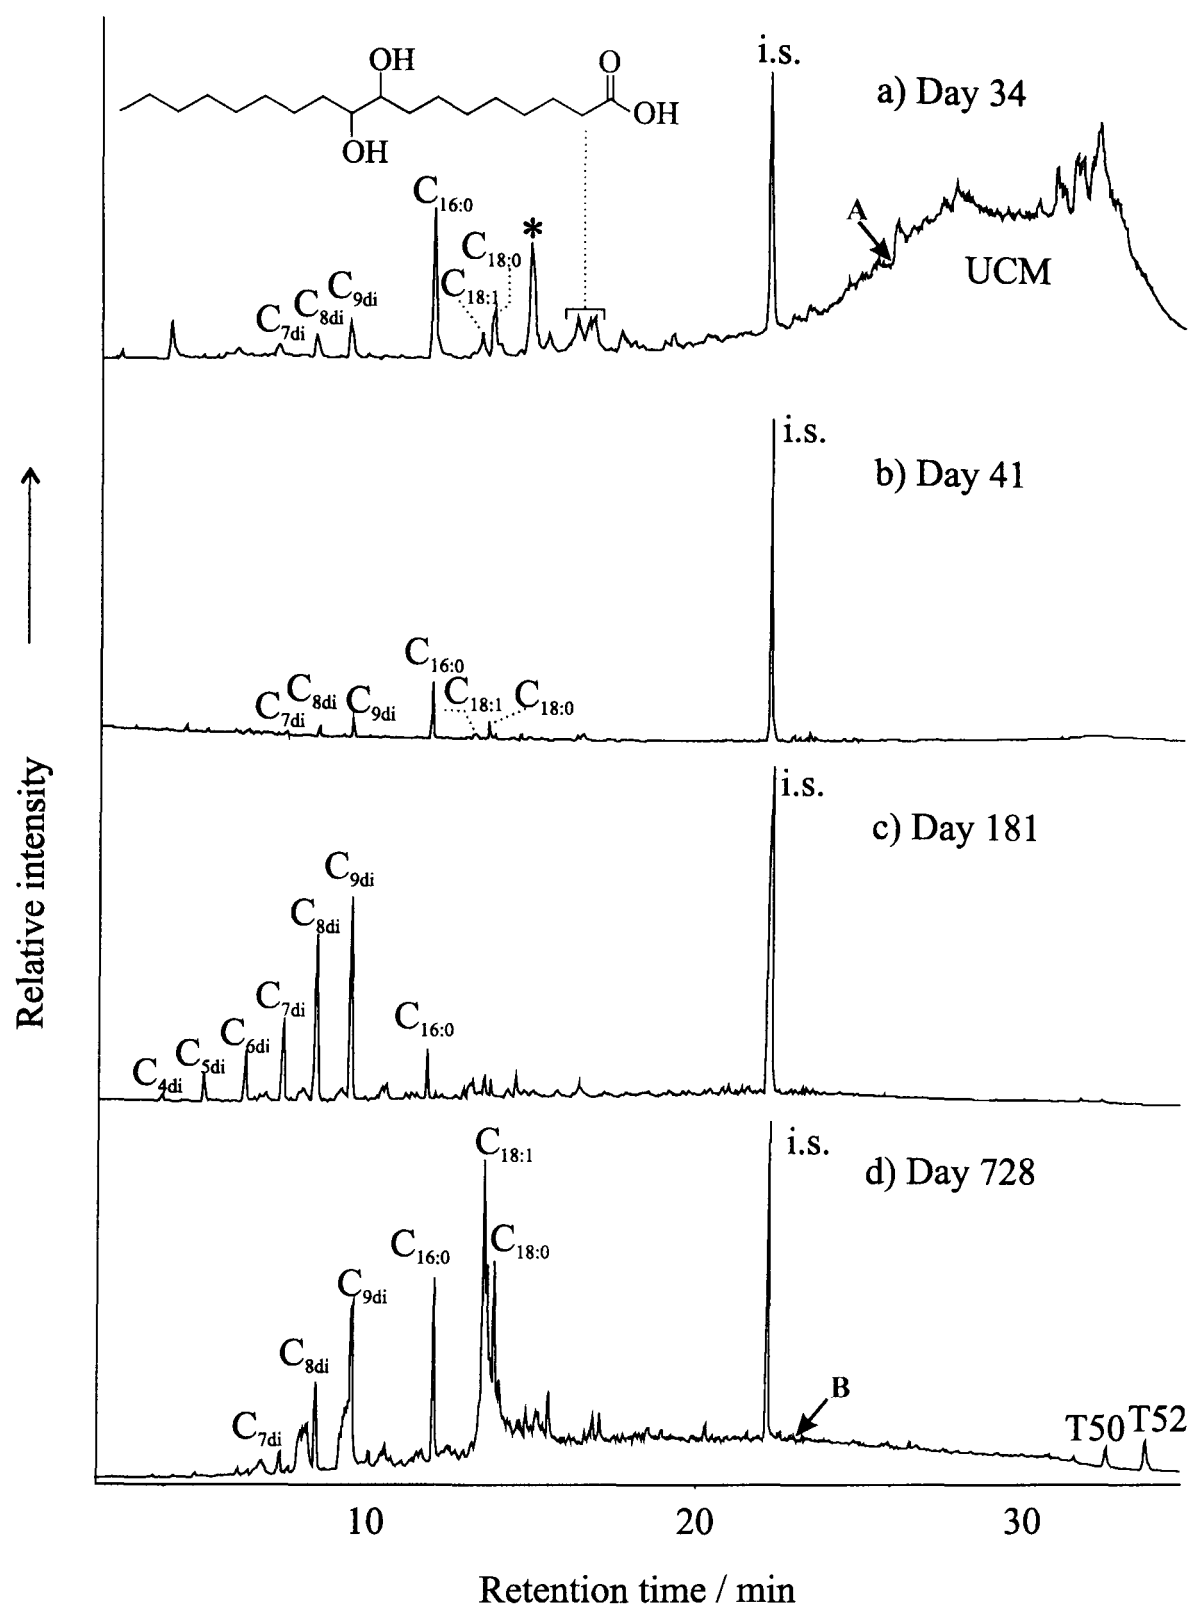 OH
O
OH
OH
i.s.
a) Day 34
C16:0
*
C18:0
C18:1
C9di
C8di
C7di
A
UCM
i.s.
b) Day 41
C16:0
C18:1
C18:0
C8di
C9di
C7di
i.s.
c) Day 181
C9di
C8di
C7di
C6di
C5di
C4di
C16:0
i.s.
d) Day 728
C18:1
C16:0
C18:0
C9di
C8di
C7di
B
T50
T52
10
20
30
Retention time / min
Relative intensity